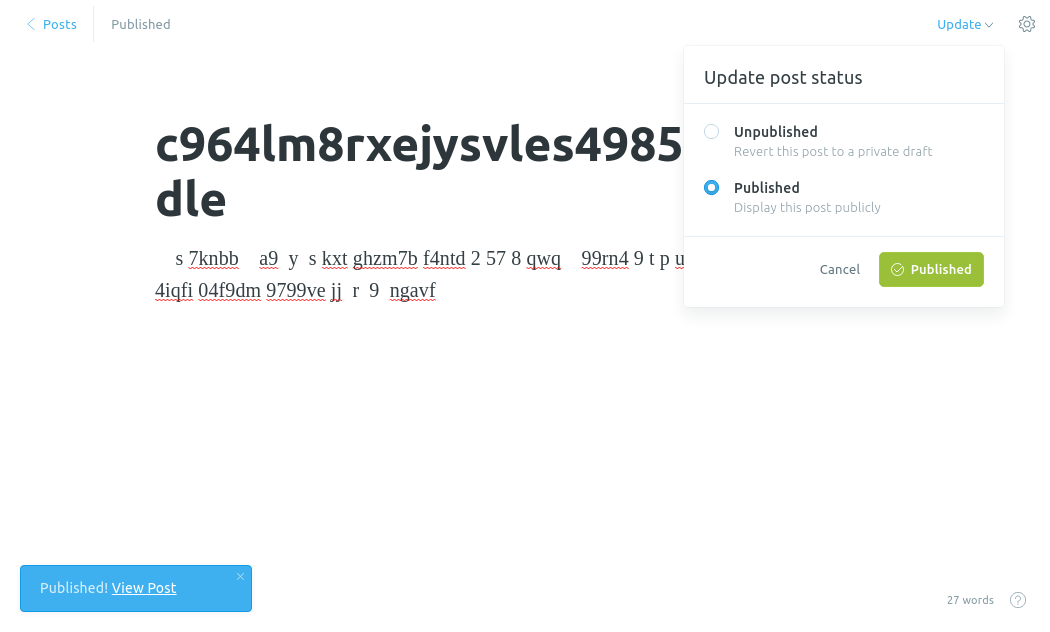 Posts
Published
Update
Update post status
Unpublished
Revert this post to a private draft
Published
Display this post publicly
Cancel
Published
c964lm8rxejysvles4985
dle
s 7knbb a9 y s kxt ghzm7b f4ntd 2 57 8 qwq 99rn4 9 t p u
4iqfi 04f9dm 9799ve jj r 9 ngavf
Published! View Post
27 words